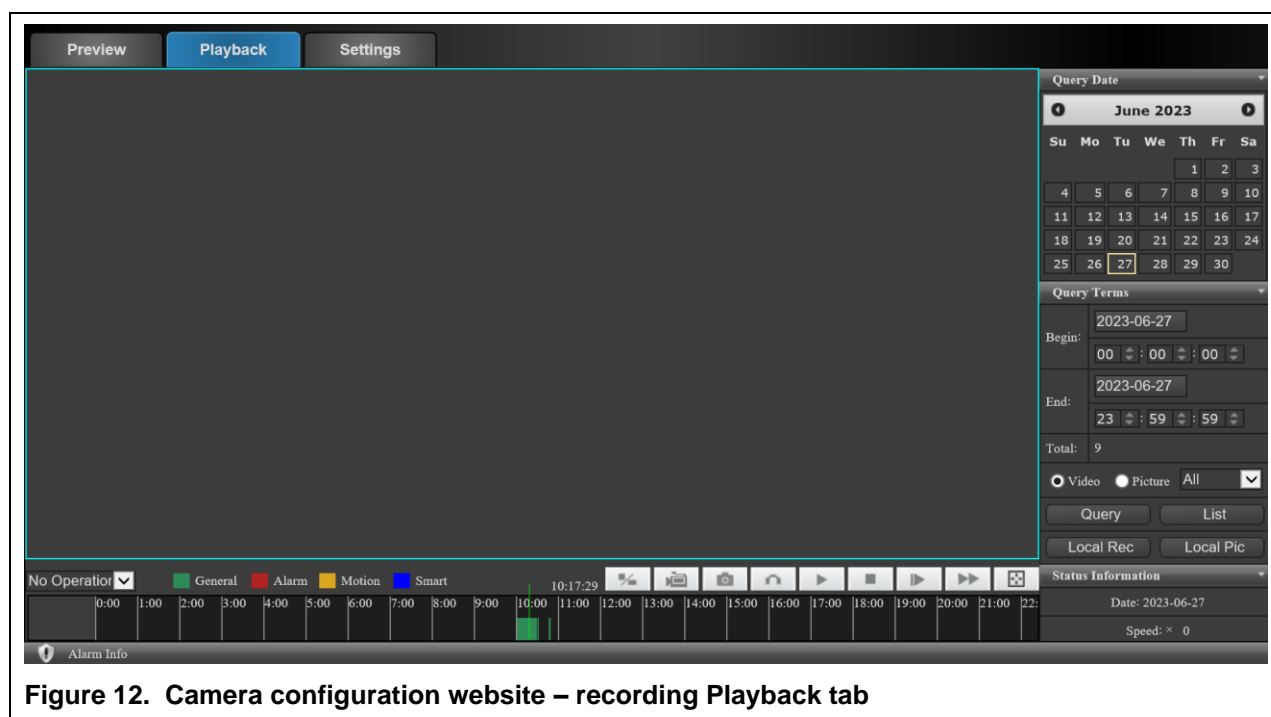 Preview Playback Settings
Query Date
June 2023
Su Mo Tu We Th Fr Sa
1 2 3
4 5 6 7 8 9 10
11 12 13 14 15 16 17
18 19 20 21 22 23 24
25 26 27 28 29 30
Query Terms
Begin: 2023-06-27
00 : 00 : 00
End: 2023-06-27
23 : 59 : 59
Total: 9
Video Picture All
Query List
Local Rec Local Pic
No Operatior General Alarm Motion Smart 10:17:29
0:00 1:00 2:00 3:00 4:00 5:00 6:00 7:00 8:00 9:00 10:00 11:00 12:00 13:00 14:00 15:00 16:00 17:00 18:00 19:00 20:00 21:00 22:
Status Information
Date: 2023-06-27
Speed: × 0
Alarm Info
Figure 12. Camera configuration website – recording Playback tab